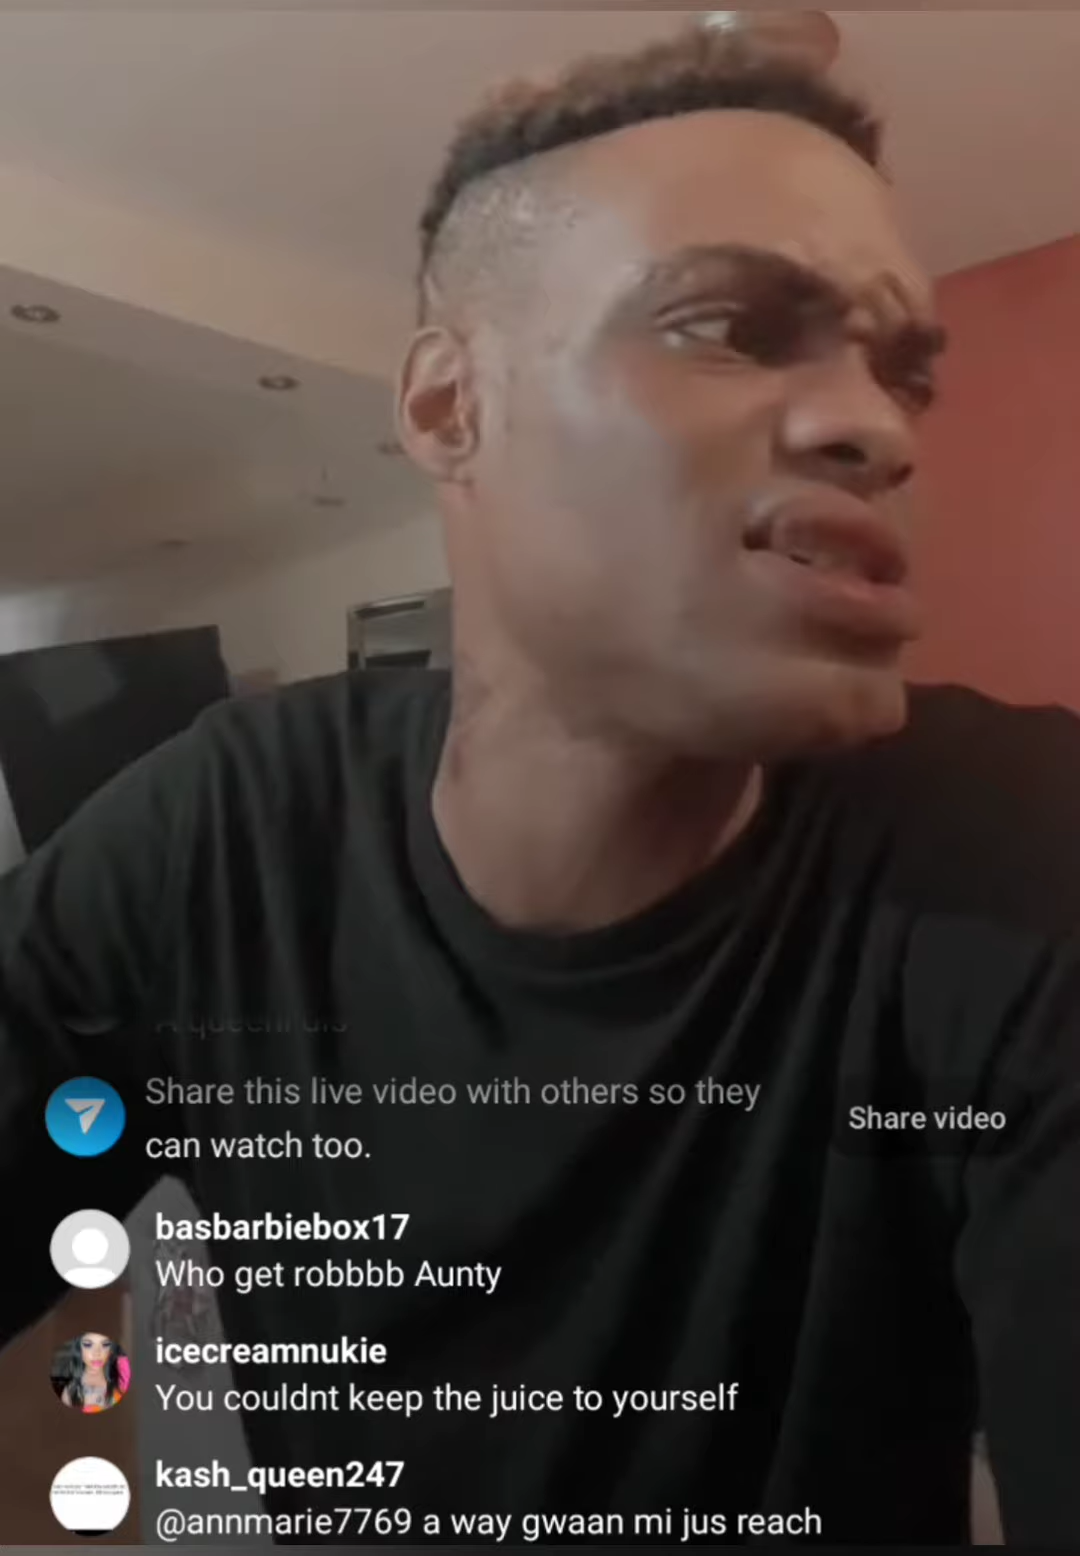 Share this live video with others so they
can watch too.
Share video
basbarbiebox17
Who get robbbb Aunty
icecreamnukie
You couldnt keep the juice to yourself
kash_queen247
@annmarie7769 a way gwaan mi jus reach